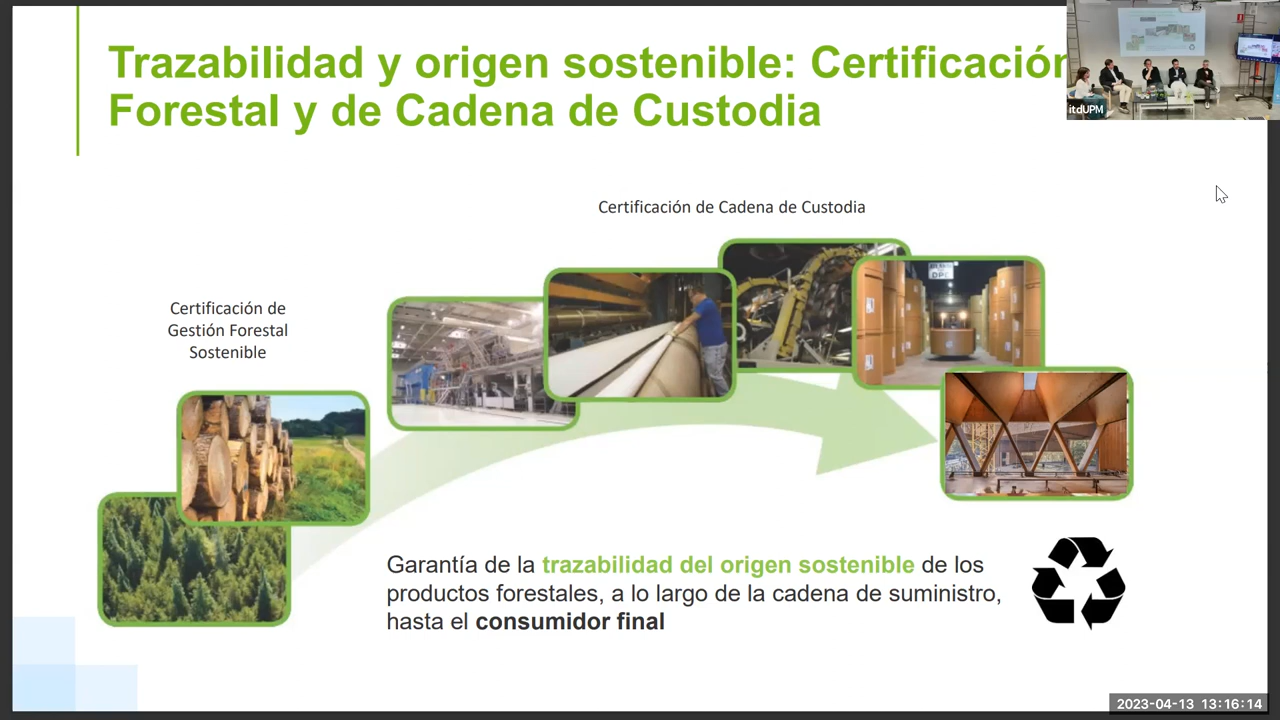 Trazabilidad y origen sostenible: Certificación
Forestal y de Cadena de Custodia
itdUPM
Certificación de Cadena de Custodia
Certificación de
Gestión Forestal
Sostenible
Garantía de la trazabilidad del origen sostenible de los
productos forestales, a lo largo de la cadena de suministro,
hasta el consumidor final
2023-04-13 13:16:14